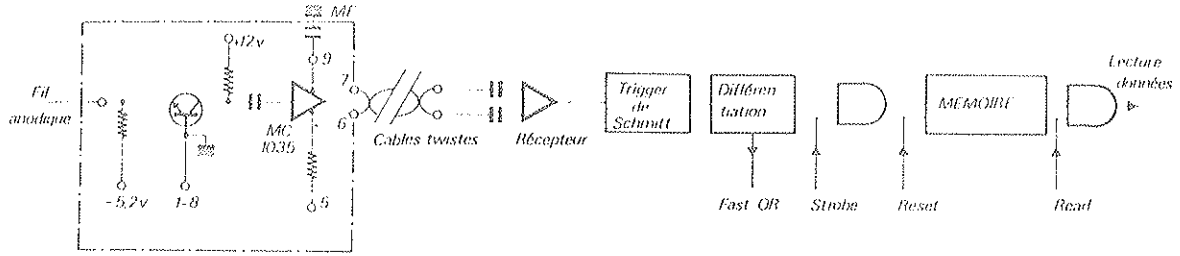 MF
+12v
9
Fil
anodique
7
6
MC
1035
Cables twistes
Récepteur
Trigger
de
Schmitt
Différen
tiation
MEMOIRE
Lecture
données
-5,2v
1-8
5
Fast OR
Strobe
Reset
Read